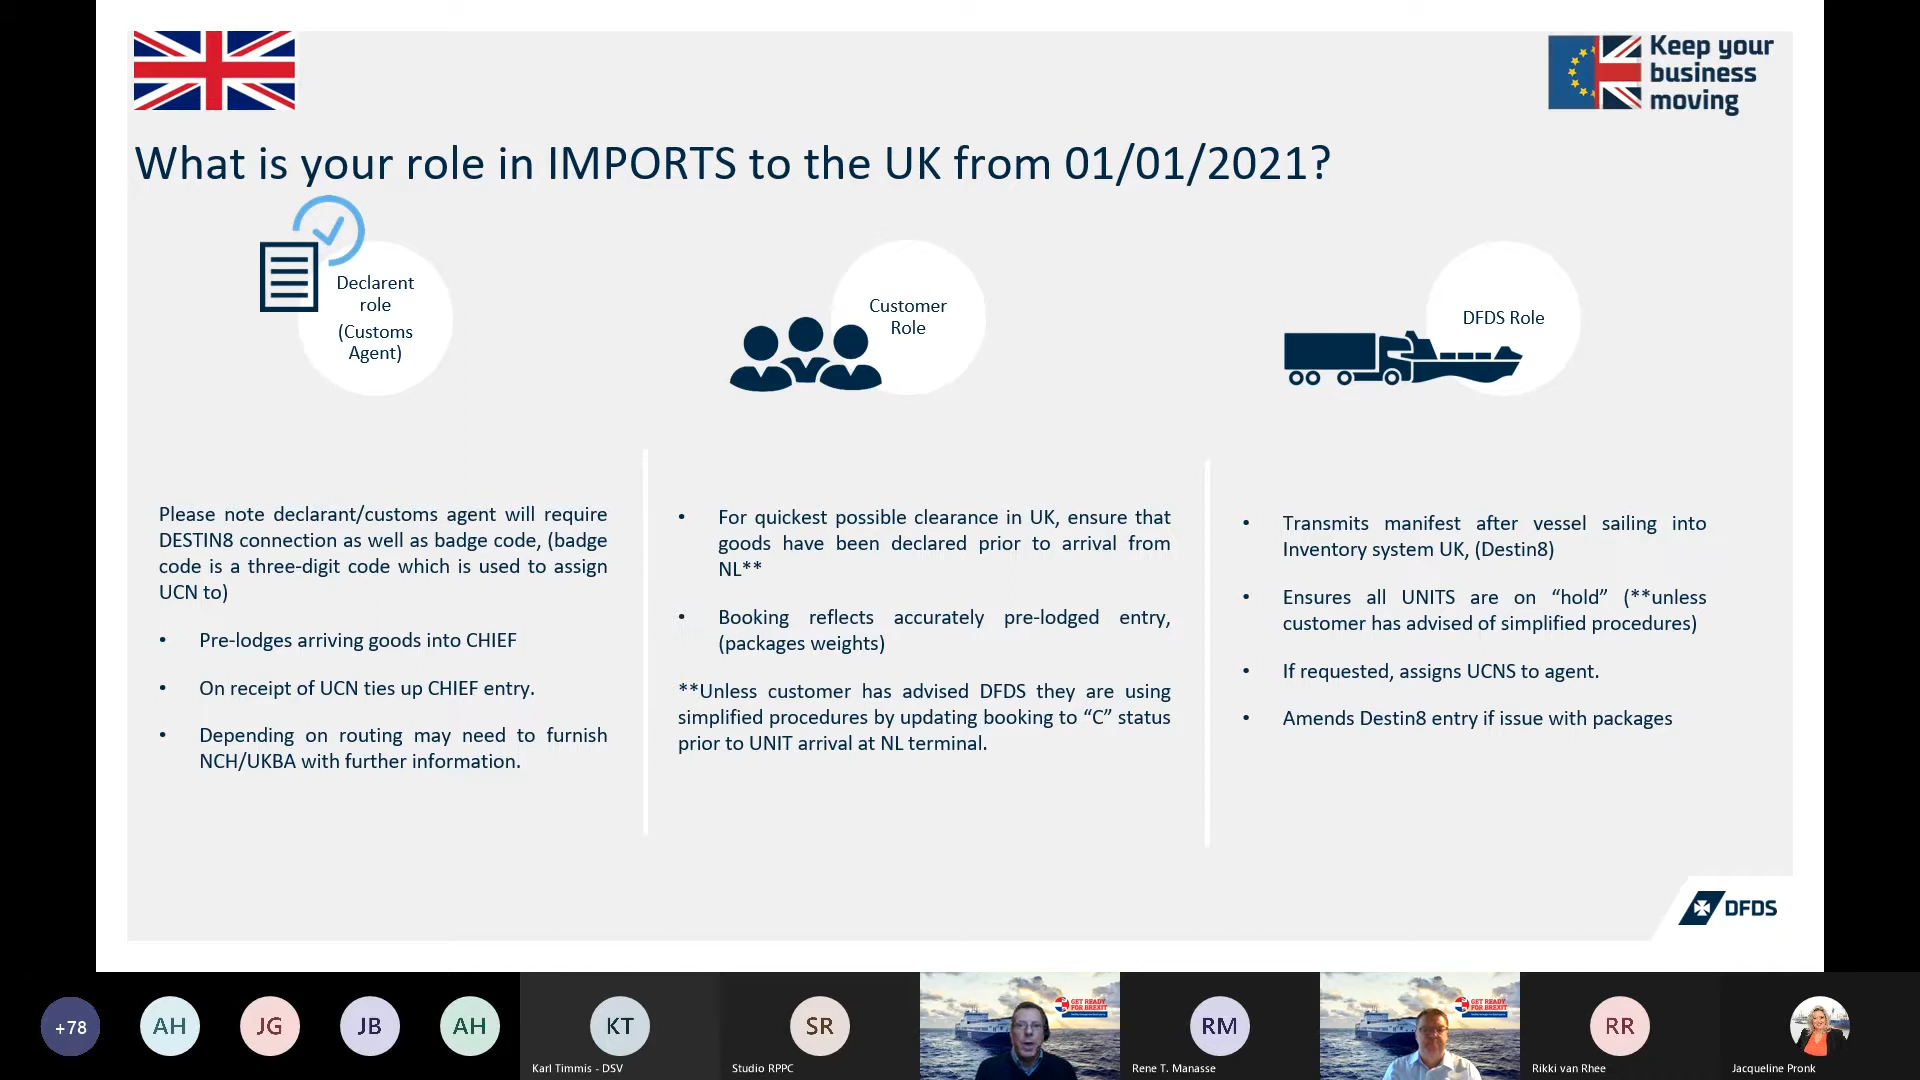 Keep your
business
moving
What is your role in IMPORTS to the UK from 01/01/2021?
Declarent
role
(Customs
Agent)
Customer
Role
DFDS Role
Please note declarant/customs agent will require
DESTIN8 connection as well as badge code, (badge
code is a three-digit code which is used to assign
UCN to)
• Pre-lodges arriving goods into CHIEF
• On receipt of UCN ties up CHIEF entry.
• Depending on routing may need to furnish
NCH/UKBA with further information.
• For quickest possible clearance in UK, ensure that
goods have been declared prior to arrival from
NL**
• Booking reflects accurately pre-lodged entry,
(packages weights)
**Unless customer has advised DFDS they are using
simplified procedures by updating booking to “C” status
prior to UNIT arrival at NL terminal.
• Transmits manifest after vessel sailing into
Inventory system UK, (Destin8)
• Ensures all UNITS are on “hold” (**unless
customer has advised of simplified procedures)
• If requested, assigns UCNS to agent.
• Amends Destin8 entry if issue with packages
DFDS
+78
AH
JG
JB
AH
KT
Karl Timmis - DSV
SR
Studio RPPC
GET READY
FOR BREXIT
RM
Rene T. Manasse
GET READY
FOR BREXIT
RR
Rikki van Rhee
Jacqueline Pronk